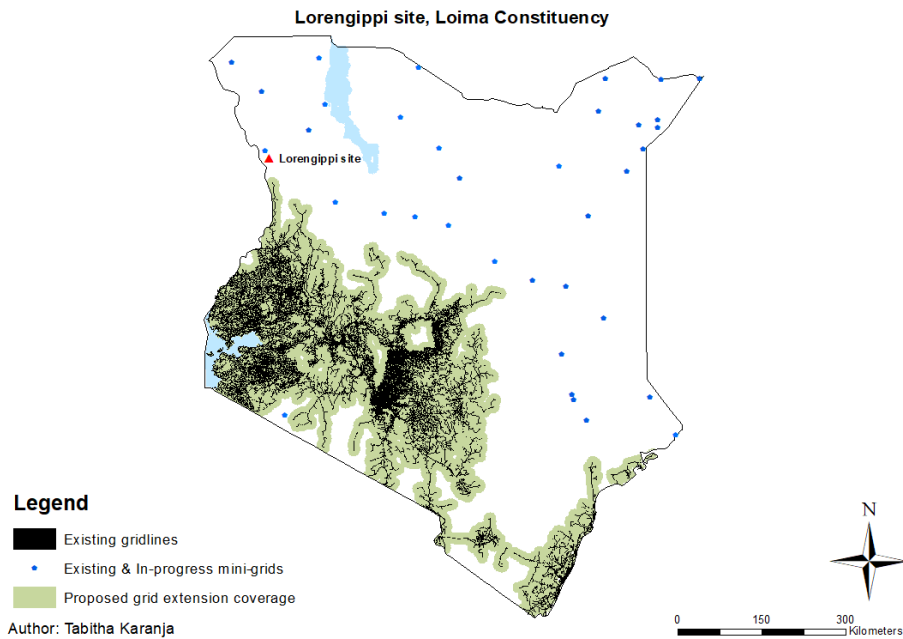 Lorengippi site, Loima Constituency
Lorengippi site
Legend
Existing gridlines
Existing & In-progress mini-grids
Proposed grid extension coverage
Author: Tabitha Karanja
N
0 150 300
Kilometers